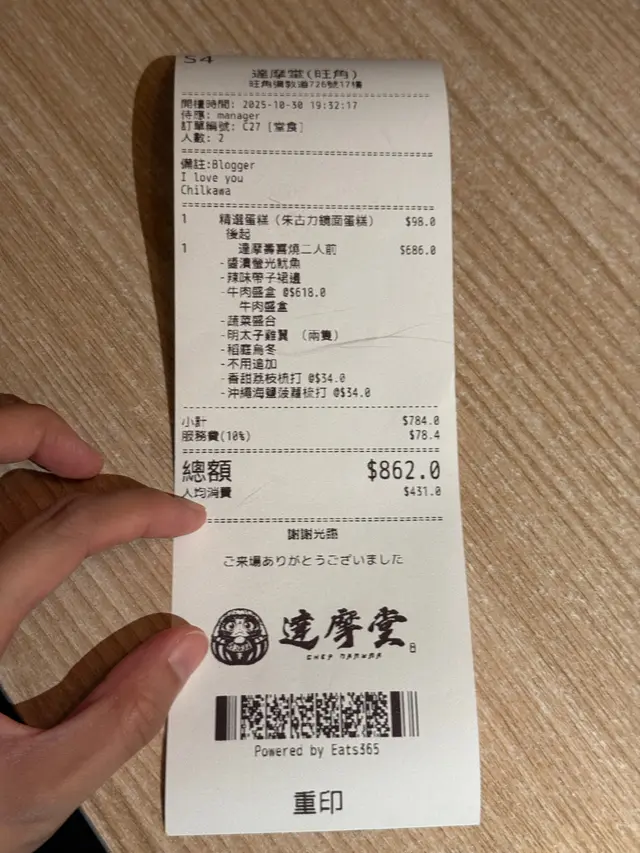 S4
達摩堂(旺角)
旺角彌敦道726號17樓
開檯時間: 2025-10-30 19:32:17
侍應: manager
訂單編號: C27 [堂食]
人數: 2
備註:Blogger
I love you
Chilkawa
1 精選蛋糕（朱古力鏡面蛋糕） $98.0
後起
1 達摩壽喜燒二人前 $686.0
-醬漬螢光魷魚
-辣味帶子裙邊
-牛肉盛盒 @$618.0
牛肉盛盒
-蔬菜盛合
-明太子雞翼 （兩隻）
-稻庭烏冬
-不用追加
-香甜荔枝梳打 @$34.0
-沖繩海鹽菠蘿梳打 @$34.0
小計 $784.0
服務費(10%) $78.4
總額 $862.0
人均消費 $431.0
謝謝光臨
ご来場ありがとうございました
達摩堂
CHEF DARUMA
Powered by Eats365
重印